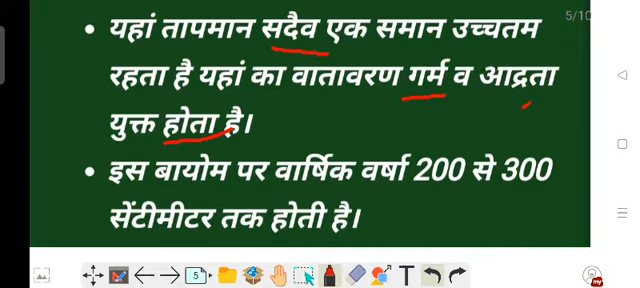 5/10
यहां तापमान सदैव एक समान उच्चतम
रहता है यहां का वातावरण गर्म व आद्रता
युक्त होता है।
इस बायोम पर वार्षिक वर्षा 200 से 300
सेंटीमीटर तक होती है।
5
T
my